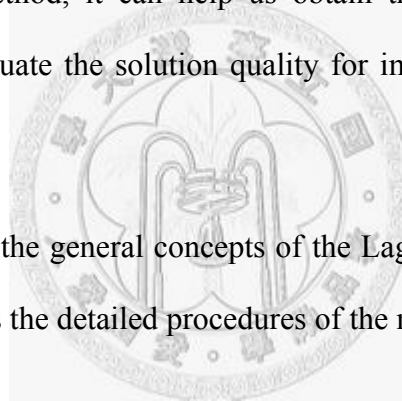 ethod, it can help us obtain t
uate the solution quality for in
the general concepts of the Lag
s the detailed procedures of the